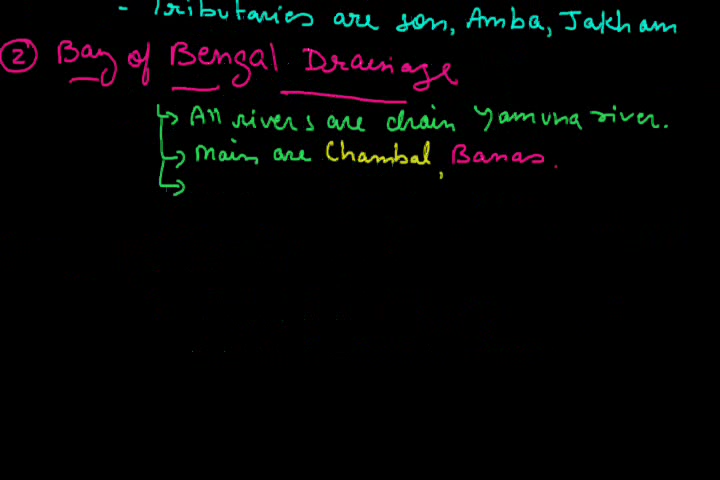 - Tributaries are son, Amba, Jakham
② Bay of Bengal Drainage
↳ All rivers are drain Yamuna river.
↳ Main are Chambal, Banas.
↳